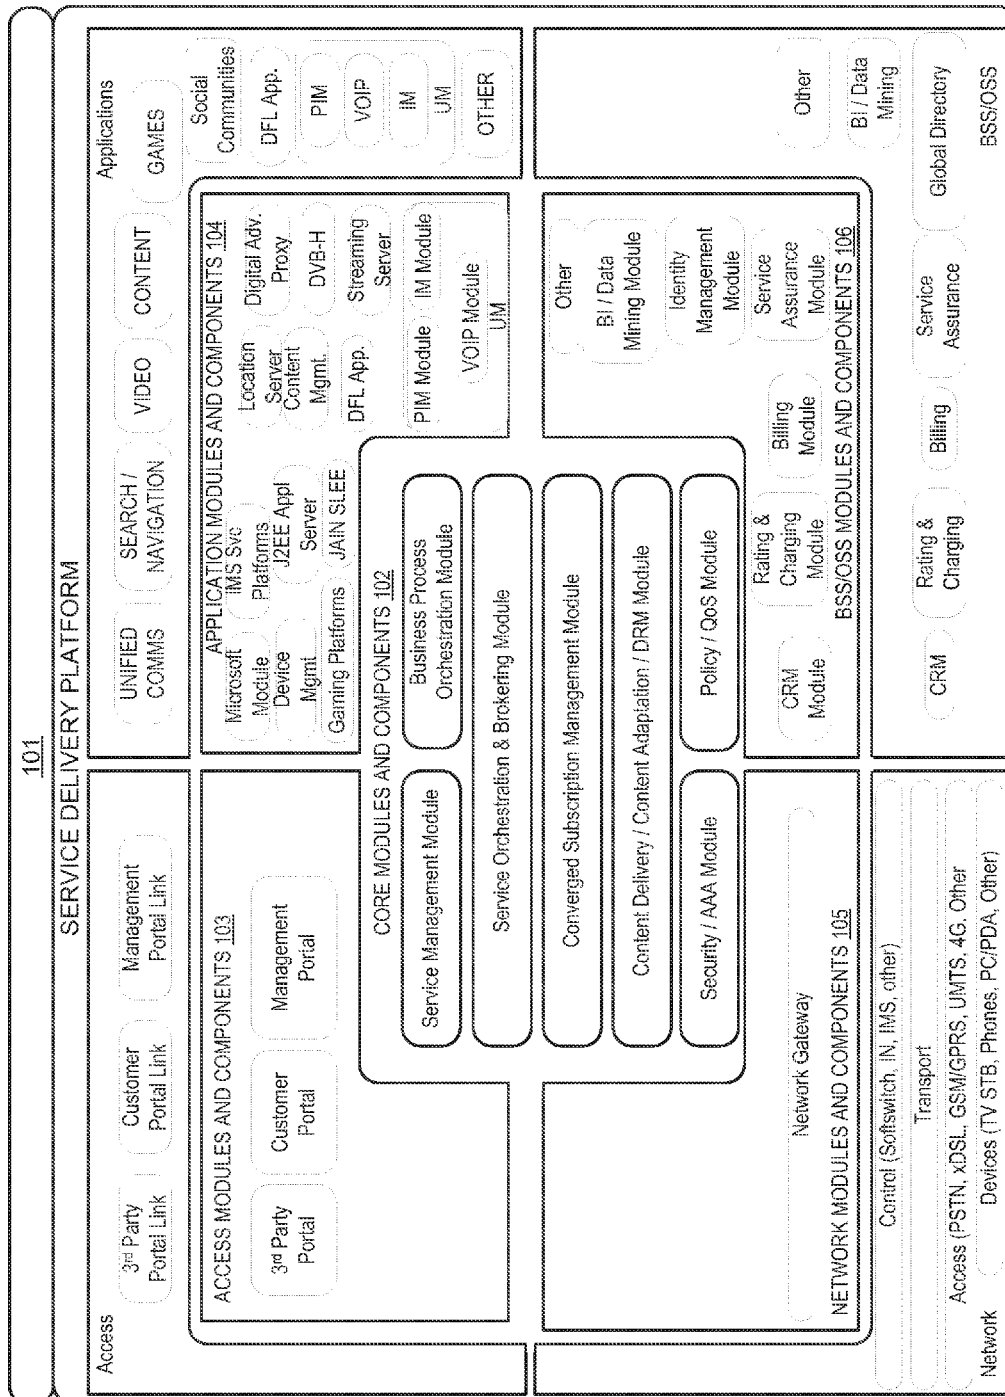 101
SERVICE DELIVERY PLATFORM
Access
3rd Party
Portal Link
Customer
Portal Link
Management
Portal Link
ACCESS MODULES AND COMPONENTS 103
3rd Party
Portal
Customer
Portal
Management
Portal
Applications
UNIFIED
COMMS
SEARCH /
NAVIGATION
VIDEO
CONTENT
GAMES
Social
Communities
DFL App.
PIM
VOIP
IM
UM
OTHER
APPLICATION MODULES AND COMPONENTS 104
Microsoft
Module
IMS Svc
Platforms
Location
Server
Digital Adv.
Proxy
Device
Mgmt
J2EE Appl
Server
Content
Mgmt.
DVB-H
Gaming Platforms
JAIN SLEE
DFL App.
Streaming
Server
PIM Module
IM Module
VOIP Module
UM
CORE MODULES AND COMPONENTS 102
Service Management Module
Business Process
Orchestration Module
Service Orchestration & Brokering Module
Converged Subscription Management Module
Content Delivery / Content Adaptation / DRM Module
Security / AAA Module
Policy / QoS Module
Network Gateway
NETWORK MODULES AND COMPONENTS 105
Control (Softswitch, IN, IMS, other)
Transport
Access (PSTN, xDSL, GSM/GPRS, UMTS, 4G, Other
Network
Devices (TV STB, Phones, PC/PDA, Other)
Other
BI / Data
Mining Module
Identity
Management
Module
Service
Assurance
Module
CRM
Module
Rating &
Charging
Module
Billing
Module
BSS/OSS MODULES AND COMPONENTS 106
Other
BI / Data
Mining
CRM
Rating &
Charging
Billing
Service
Assurance
Global Directory
BSS/OSS